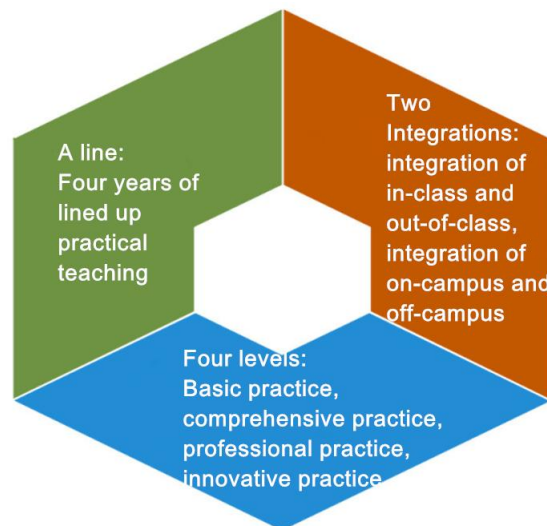 A line:
Four years of
lined up
practical
teaching
Two
Integrations:
integration of
in-class and
out-of-class,
integration of
on-campus and
off-campus
Four levels:
Basic practice,
comprehensive practice,
professional practice,
innovative practice